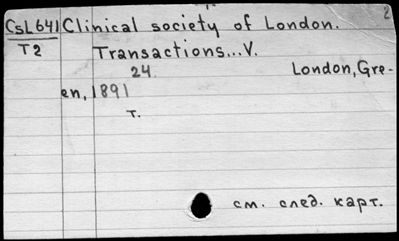 CsL641 Clinical society of London. 2
T2 Transactions...V.
24. London, Gre-
en, 1891
т.
см. след. карт.